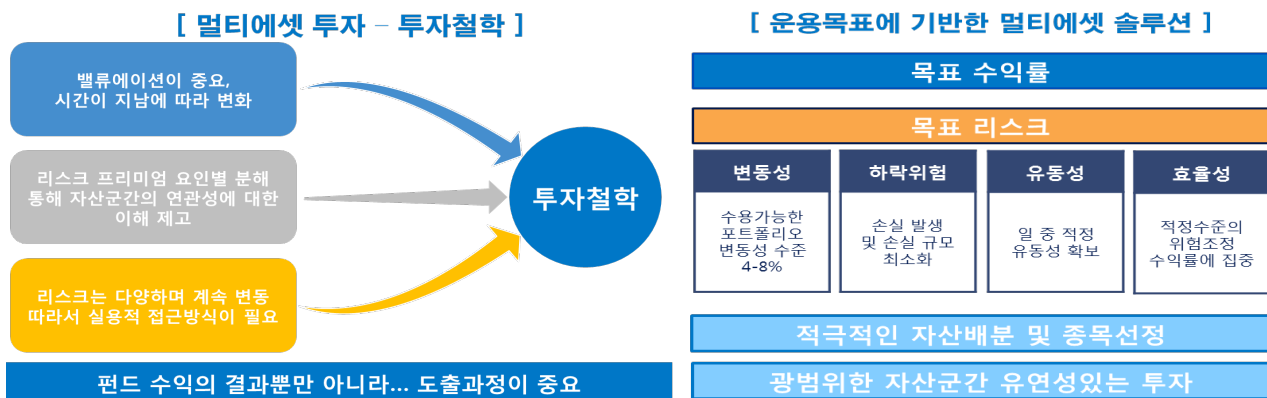 [ 멀티에셋 투자 – 투자철학 ]
밸류에이션이 중요,
시간이 지남에 따라 변화
리스크 프리미엄 요인별 분해
통해 자산군간의 연관성에 대한
이해 제고
리스크는 다양하며 계속 변동
따라서 실용적 접근방식이 필요
투자철학
펀드 수익의 결과뿐만 아니라... 도출과정이 중요
[ 운용목표에 기반한 멀티에셋 솔루션 ]
목표 수익률
목표 리스크
변동성
수용가능한
포트폴리오
변동성 수준
4-8%
하락위험
손실 발생
및 손실 규모
최소화
유동성
일 중 적정
유동성 확보
효율성
적정수준의
위험조정
수익률에 집중
적극적인 자산배분 및 종목선정
광범위한 자산군간 유연성있는 투자